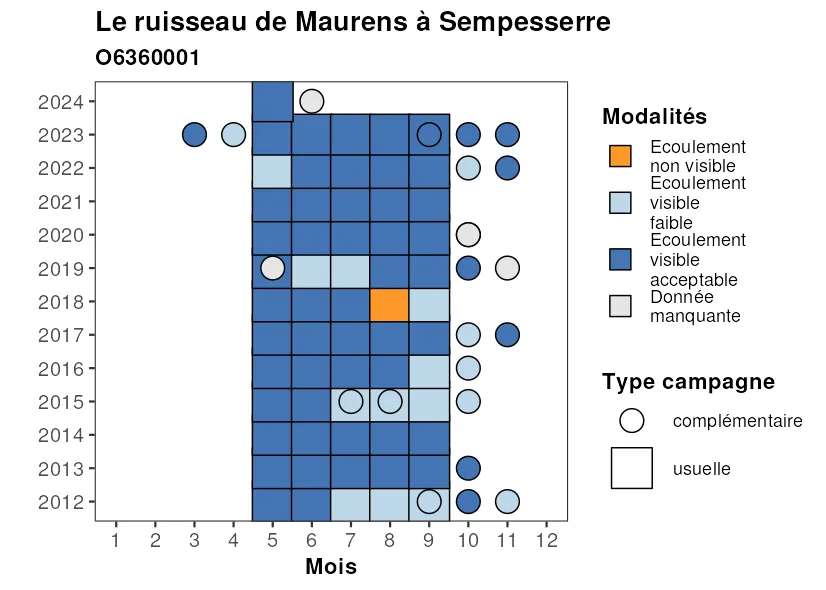 Le ruisseau de Maurens à Sempesserre
O6360001
2024
2023
2022
2021
2020
2019
2018
2017
2016
2015
2014
2013
2012
1 2 3 4 5 6 7 8 9 10 11 12
Mois
Modalités
Ecoulement
non visible
Ecoulement
visible
faible
Ecoulement
visible
acceptable
Donnée
manquante
Type campagne
complémentaire
usuelle